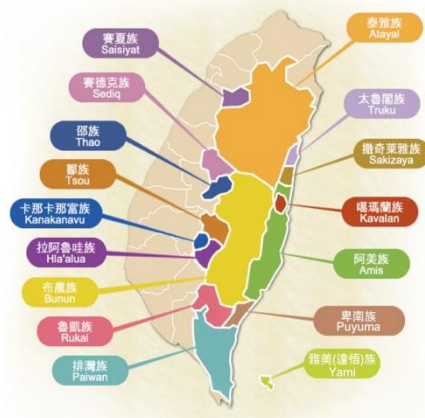 賽夏族
Saisiyat
賽德克族
Sediq
邵族
Thao
鄒族
Tsou
卡那卡那富族
Kanakanavu
拉阿魯哇族
Hla'alua
布農族
Bunun
魯凱族
Rukai
排灣族
Paiwan
泰雅族
Atayal
太魯閣族
Truku
撒奇萊雅族
Sakizaya
噶瑪蘭族
Kavalan
阿美族
Amis
卑南族
Puyuma
雅美(達悟)族
Yami